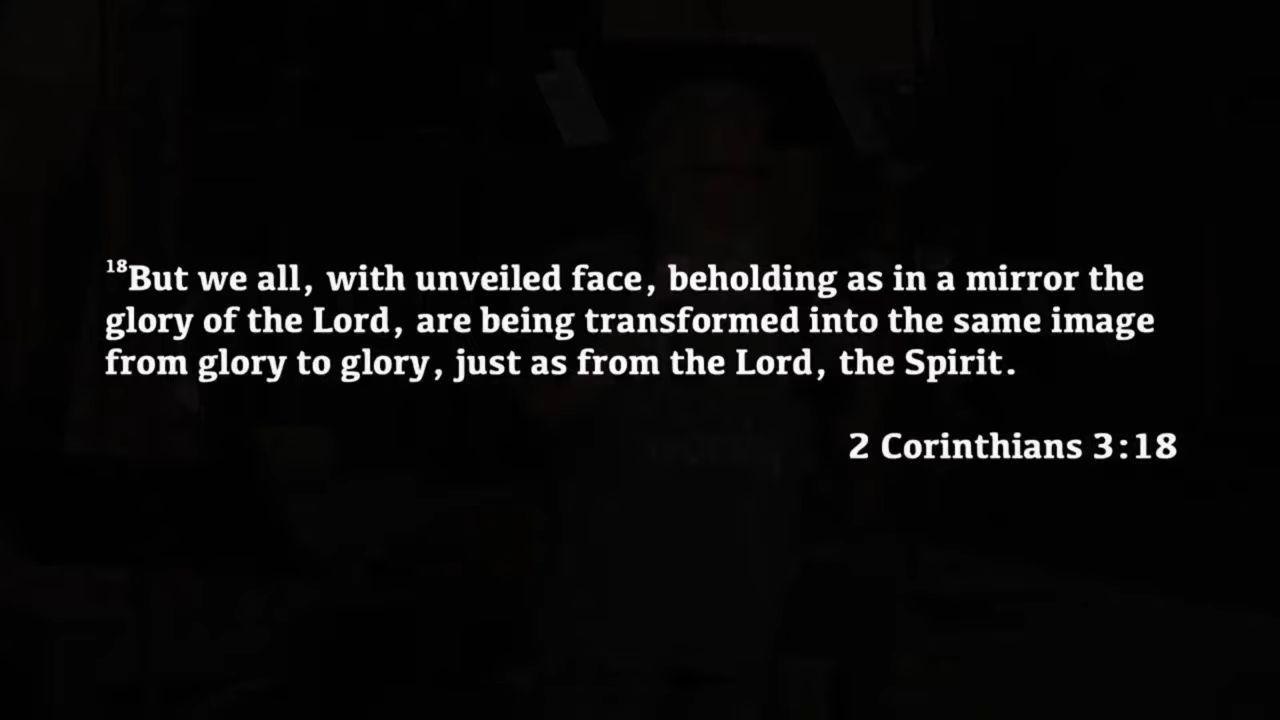 18But we all, with unveiled face, beholding as in a mirror the
glory of the Lord, are being transformed into the same image
from glory to glory, just as from the Lord, the Spirit.
2 Corinthians 3:18